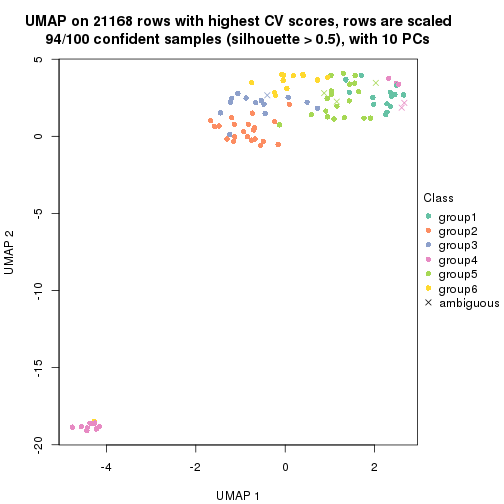 UMAP on 21168 rows with highest CV scores, rows are scaled
94/100 confident samples (silhouette > 0.5), with 10 PCs
5
0
-5
-10
-15
-20
UMAP 2
-4
-2
0
2
UMAP 1
Class
group1
group2
group3
group4
group5
group6
ambiguous